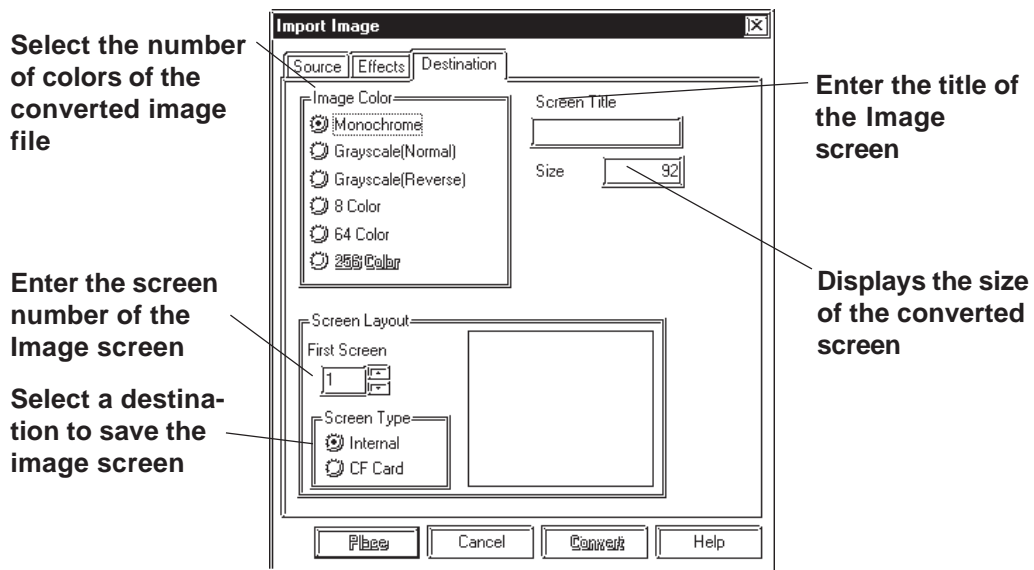 Import Image
Select the number
of colors of the
converted image
file
Source Effects Destination
Image Color
Monochrome
Grayscale(Normal)
Grayscale(Reverse)
8 Color
64 Color
256 Color
Screen Title
Size 92
Enter the title of
the Image
screen
Displays the size
of the converted
screen
Enter the screen
number of the
Image screen
Select a destina-
tion to save the
image screen
Screen Layout
First Screen
1
Screen Type
Internal
CF Card
Place Cancel Convert Help